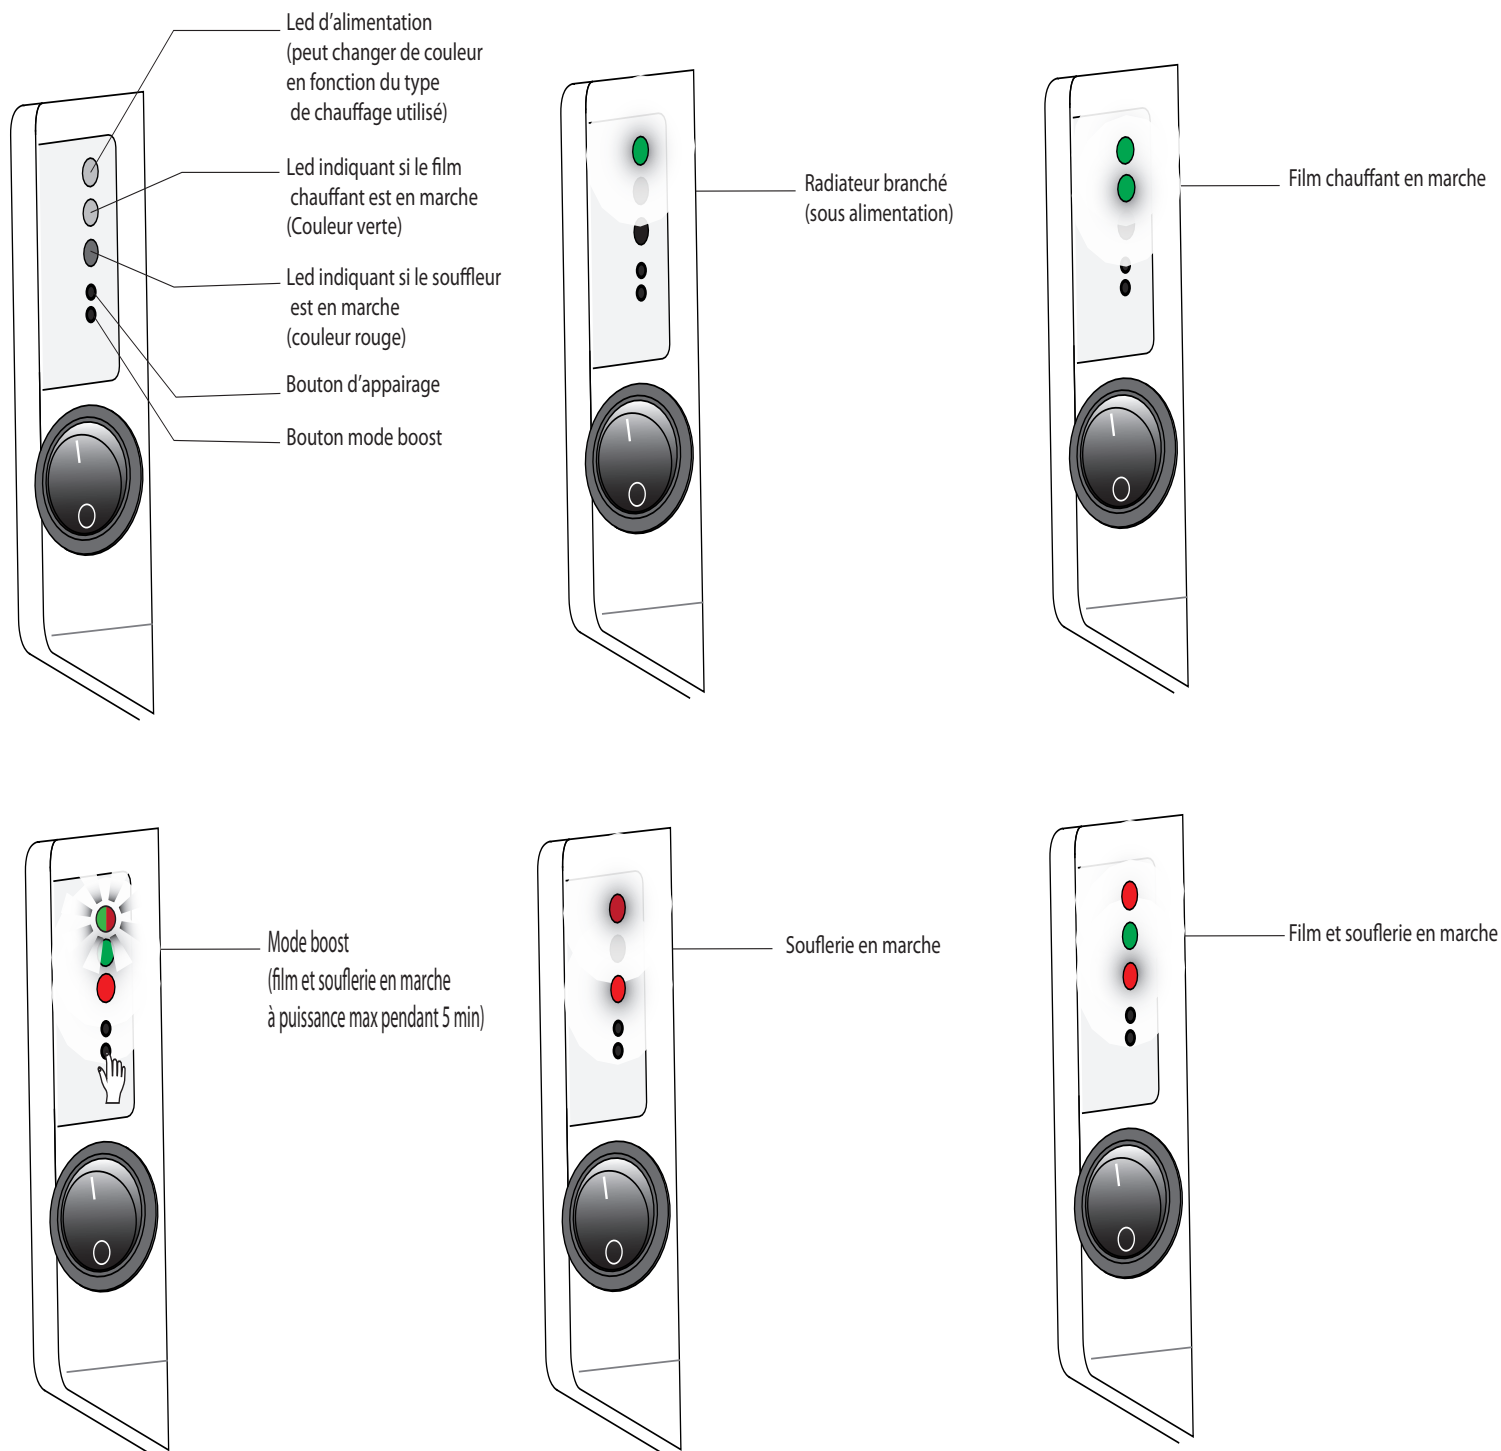 Led d'alimentation
(peut changer de couleur
en fonction du type
de chauffage utilisé)
Led indiquant si le film
chauffant est en marche
(Couleur verte)
Led indiquant si le souffleur
est en marche
(couleur rouge)
Bouton d'appairage
Bouton mode boost
Radiateur branché
(sous alimentation)
Film chauffant en marche
Mode boost
(film et souflerie en marche
à puissance max pendant 5 min)
Souflerie en marche
Film et souflerie en marche